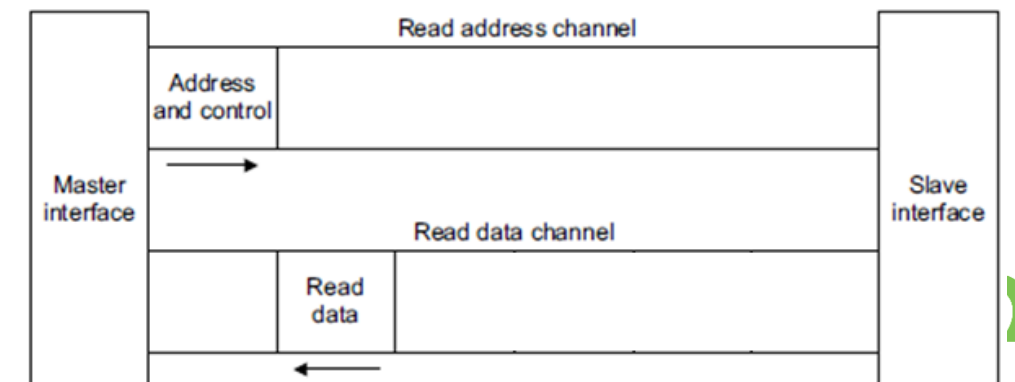 Read address channel
Address
and control
Master
interface
Slave
interface
Read data channel
Read
data